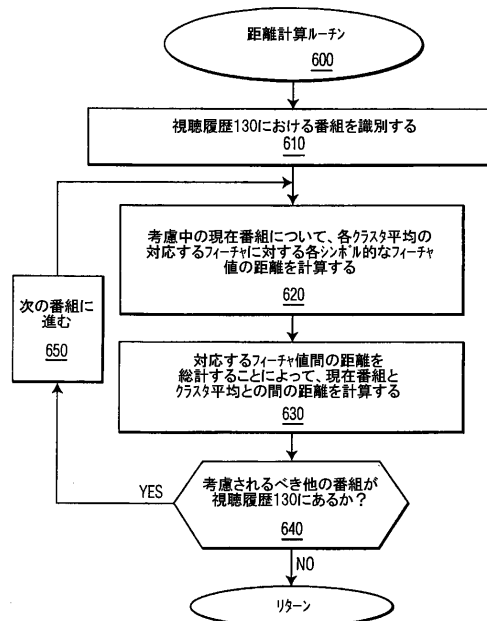 距離計算ルーチン
600
視聴履歴130における番組を識別する
610
考慮中の現在番組について、各クラスタ平均の
対応するフィーチャに対する各シンボル的なフィーチャ
値の距離を計算する
620
次の番組に
進む
650
対応するフィーチャ値間の距離を
総計することによって、現在番組と
クラスタ平均との間の距離を計算する
630
YES
考慮されるべき他の番組が
視聴履歴130にあるか?
640
NO
リターン